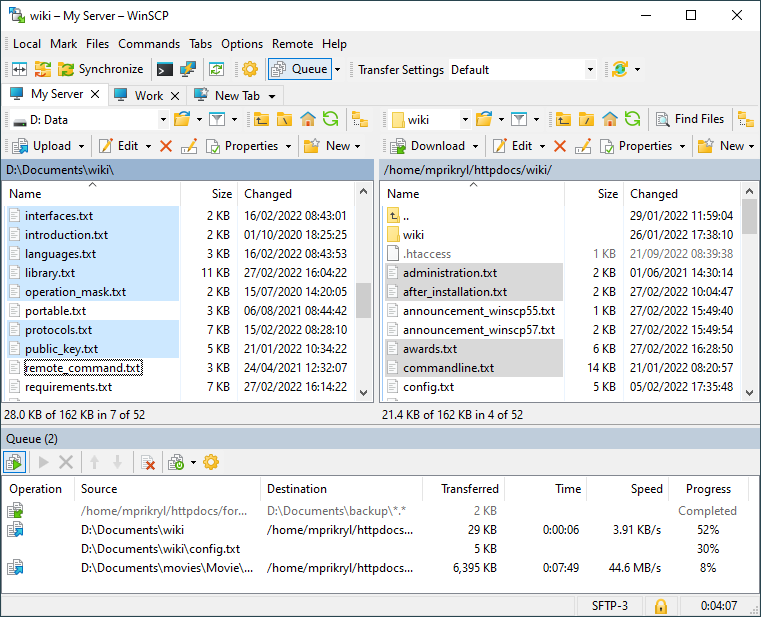 wiki – My Server – WinSCP
Local Mark Files Commands Tabs Options Remote Help
Synchronize Queue Transfer Settings Default
My Server Work New Tab
D: Data wiki Find Files
Upload Edit Properties New Download Edit Properties New
D:\Documents\wiki\
Name Size Changed
interfaces.txt 2 KB 16/02/2022 08:43:01
introduction.txt 2 KB 01/10/2020 18:25:25
languages.txt 3 KB 16/02/2022 08:43:53
library.txt 11 KB 27/02/2022 16:04:22
operation_mask.txt 2 KB 15/07/2020 14:20:05
portable.txt 3 KB 06/08/2021 08:44:42
protocols.txt 7 KB 15/02/2022 08:28:10
public_key.txt 5 KB 21/01/2022 10:34:22
remote_command.txt 3 KB 24/04/2021 12:32:07
requirements.txt 7 KB 27/02/2022 16:14:22
28.0 KB of 162 KB in 7 of 52
/home/mprikryl/httpdocs/wiki/
Name Size Changed
.. 29/01/2022 11:59:04
wiki 26/01/2022 17:38:10
.htaccess 1 KB 21/09/2022 08:39:38
administration.txt 2 KB 01/06/2021 14:30:14
after_installation.txt 2 KB 27/02/2022 10:04:47
announcement_winscp55.txt 1 KB 27/02/2022 15:49:40
announcement_winscp57.txt 2 KB 27/02/2022 15:49:54
awards.txt 6 KB 27/02/2022 16:28:50
commandline.txt 14 KB 21/01/2022 08:20:57
config.txt 5 KB 05/02/2022 17:35:48
21.4 KB of 162 KB in 4 of 52
Queue (2)
Operation Source Destination Transferred Time Speed Progress
/home/mprikryl/httpdocs/for... D:\Documents\backup\*.* 2 KB Completed
D:\Documents\wiki /home/mprikryl/httpdocs... 29 KB 0:00:06 3.91 KB/s 52%
D:\Documents\wiki\config.txt 5 KB 30%
D:\Documents\movies\Movie\... /home/mprikryl/httpdocs... 6,395 KB 0:07:49 44.6 MB/s 8%
SFTP-3 0:04:07